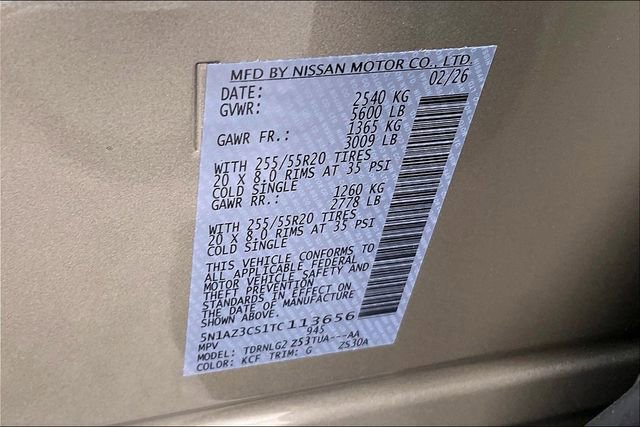 MFD BY NISSAN MOTOR CO., LTD.
DATE: 02/26
GVWR: 2540 KG
5600 LB
GAWR FR.: 1365 KG
3009 LB
WITH 255/55R20 TIRES
20 X 8.0 RIMS AT 35 PSI
COLD SINGLE
GAWR RR.: 1260 KG
2778 LB
WITH 255/55R20 TIRES
20 X 8.0 RIMS AT 35 PSI
COLD SINGLE
THIS VEHICLE CONFORMS TO
ALL APPLICABLE FEDERAL
MOTOR VEHICLE SAFETY AND
THEFT PREVENTION
STANDARDS IN EFFECT ON
THE DATE OF MANUFACTURE
SHOWN ABOVE.
5N1AZ3CS1TC113656
MPV 945
MODEL: TDRNLG2 Z53TUA---AA
COLOR: KCF TRIM: G ZS30A